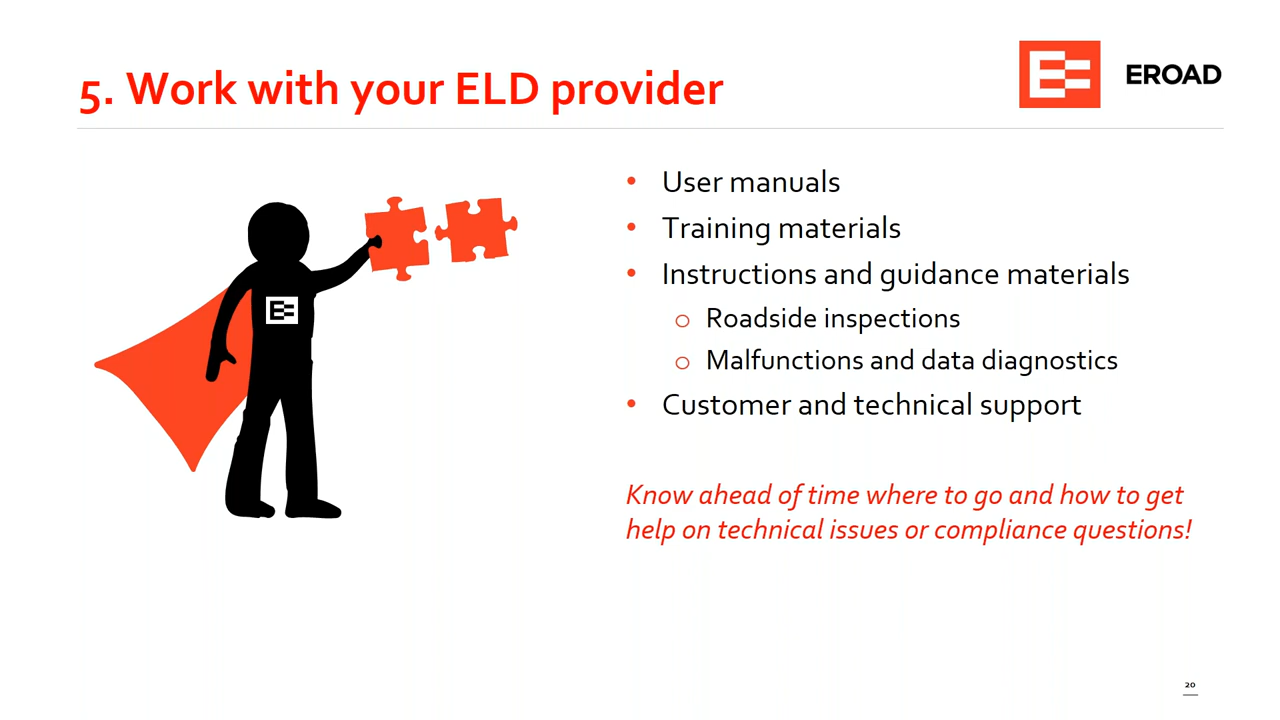 5. Work with your ELD provider
EROAD
• User manuals
• Training materials
• Instructions and guidance materials
o Roadside inspections
o Malfunctions and data diagnostics
• Customer and technical support
Know ahead of time where to go and how to get
help on technical issues or compliance questions!
20